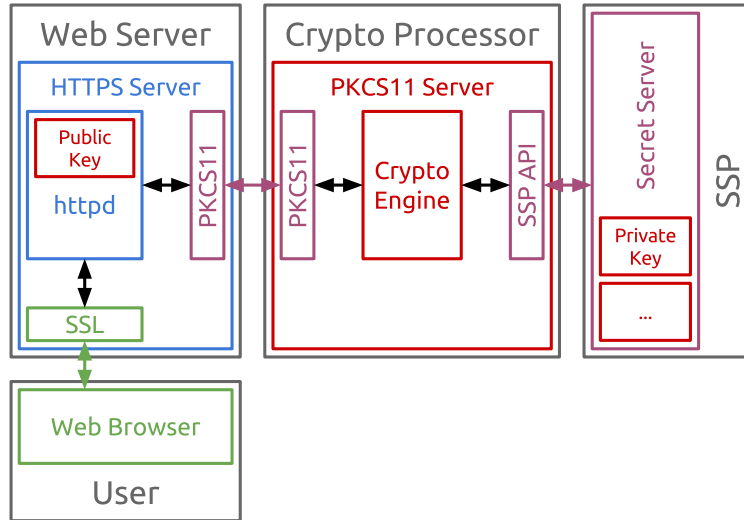 Web Server
HTTPS Server
Public
Key
httpd
PKCS11
SSL
Web Browser
User
Crypto Processor
PKCS11 Server
PKCS11
Crypto
Engine
SSP API
Secret Server
Private
Key
...
SSP